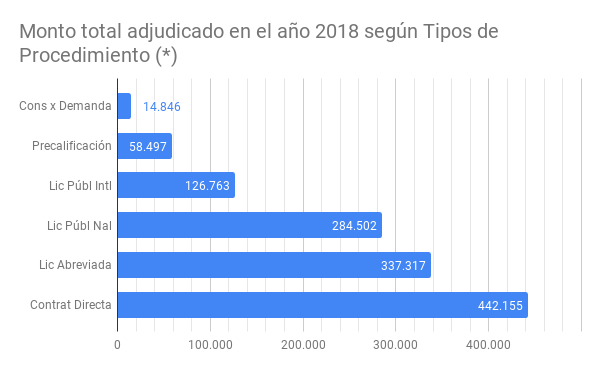 Monto total adjudicado en el año 2018 según Tipos de
Procedimiento (*)
Cons x Demanda 14.846
Precalificación 58.497
Lic Públ Intl 126.763
Lic Públ Nal 284.502
Lic Abreviada 337.317
Contrat Directa 442.155
0 100.000 200.000 300.000 400.000